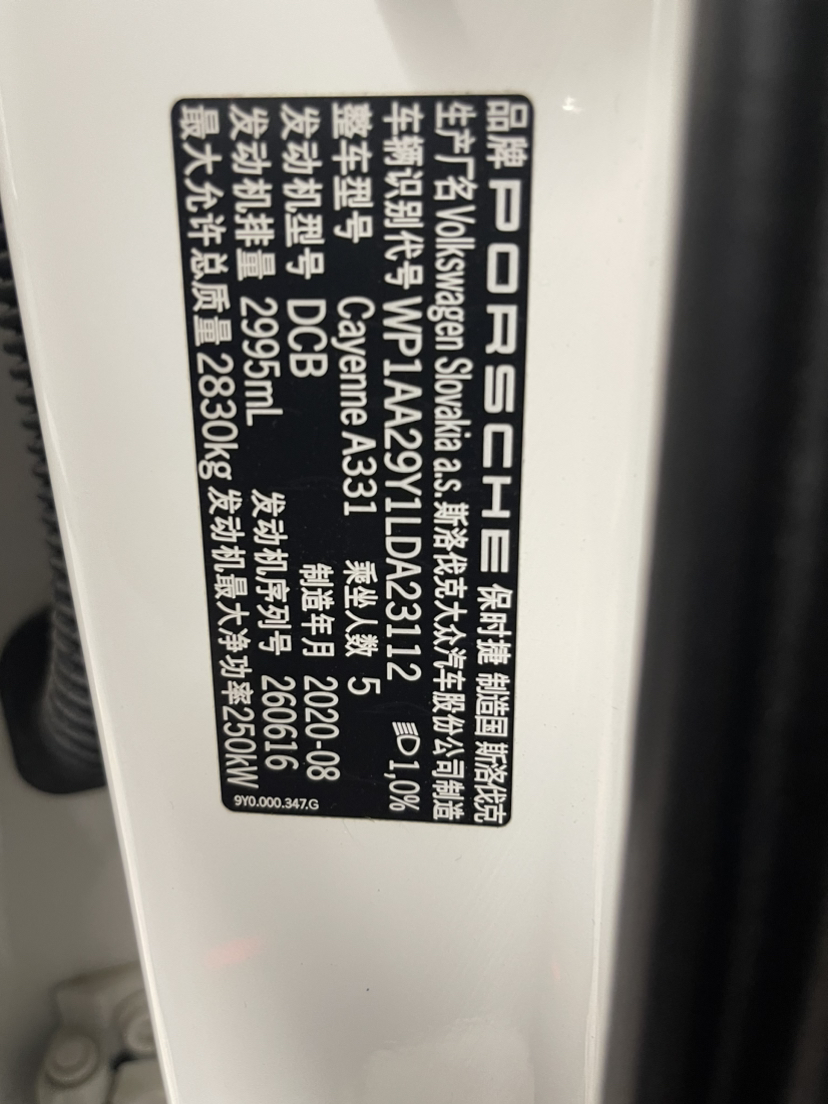 品牌 PORSCHE 保时捷 制造国 斯洛伐克
生产厂名 Volkswagen Slovakia a.s. 斯洛伐克大众汽车股份公司制造
车辆识别代号 WP1AA29Y1LDA23112 1,0%
整车型号 Cayenne A331 乘坐人数 5
发动机型号 DCB 制造年月 2020-08
发动机排量 2995mL 发动机序列号 260616
最大允许总质量 2830kg 发动机最大净功率250kW
9Y0.000.347.G